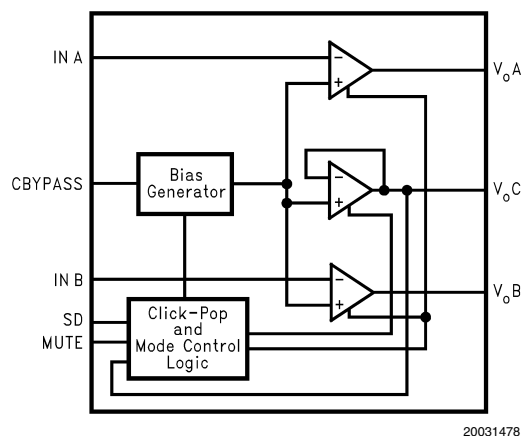 IN A
−
+
VoA
CBYPASS
Bias
Generator
−
+
VoC
IN B
−
+
VoB
SD
MUTE
Click-Pop
and
Mode Control
Logic
20031478